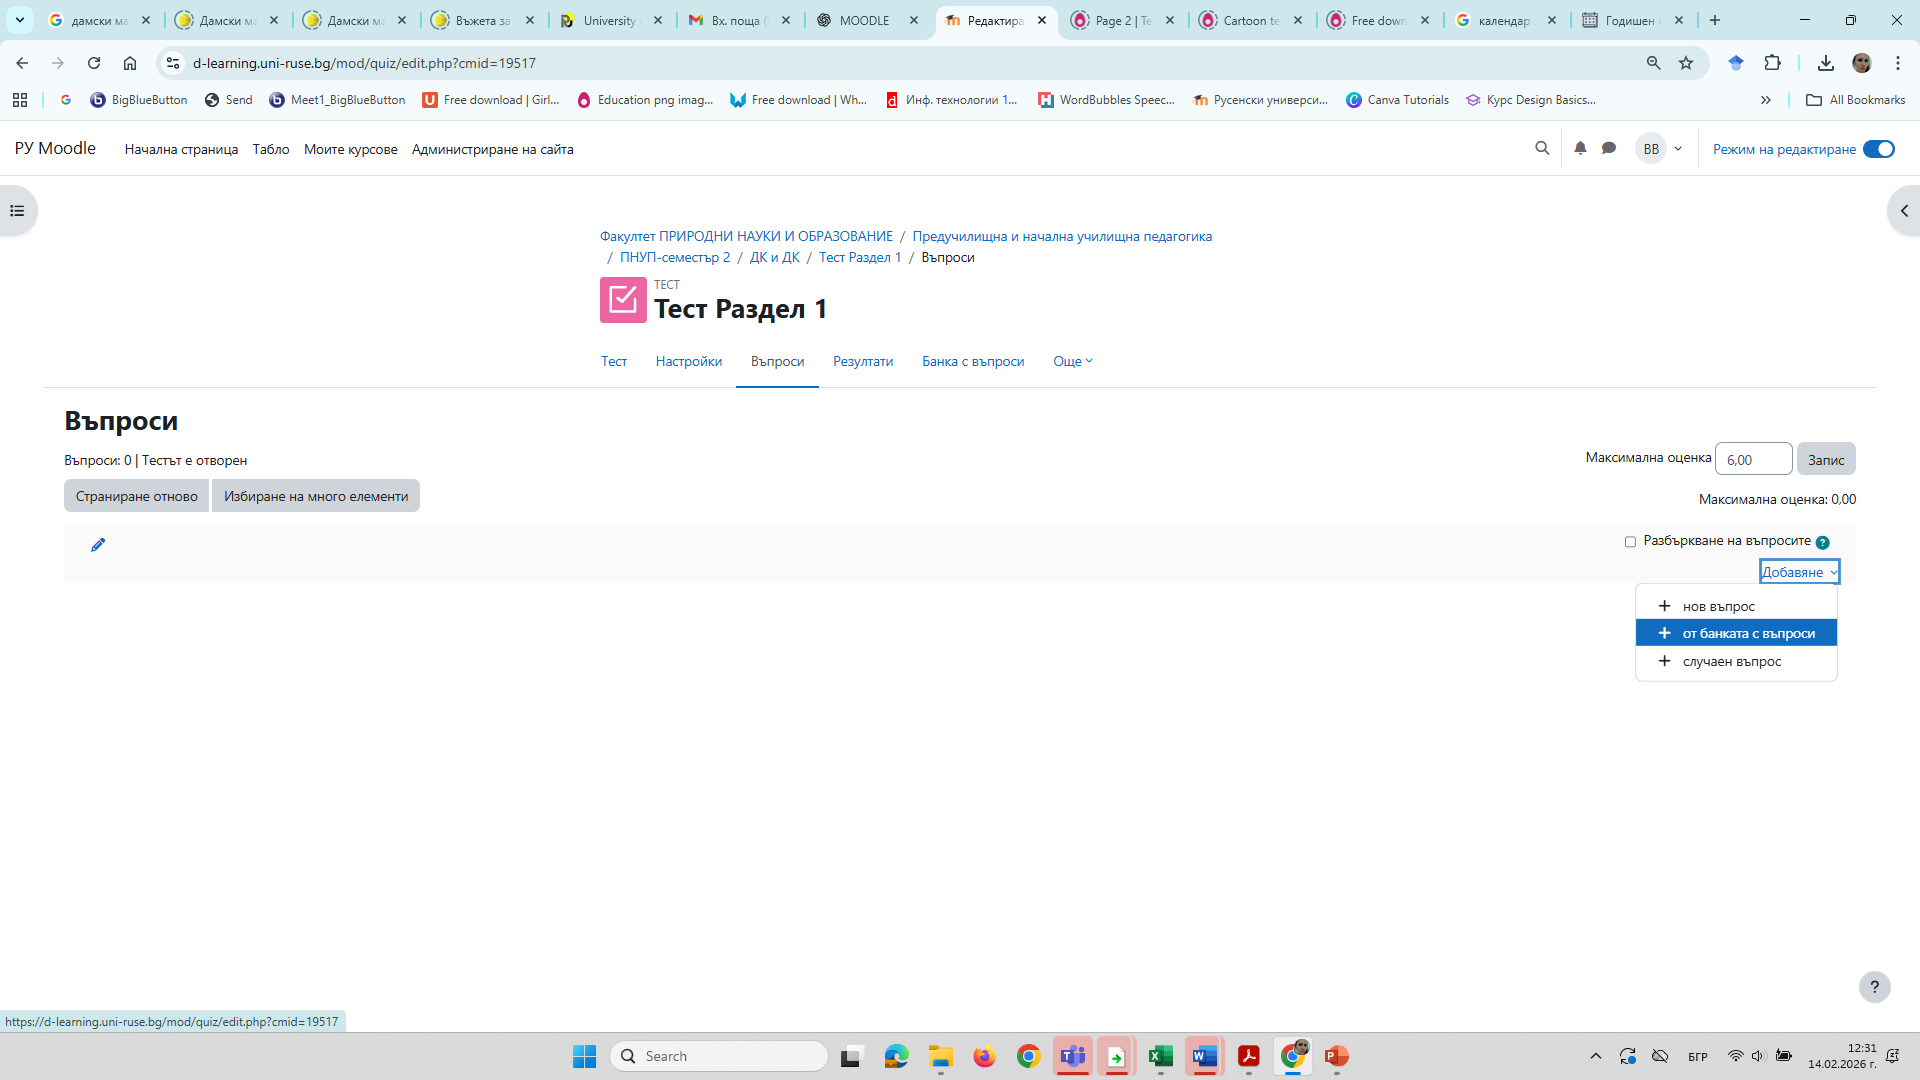 дамски ма
Дамски ма
Дамски ма
Въжета за
University
Вх. поща (
MOODLE
Редактира
Page 2 | Te
Cartoon te
Free down
календар
Годишен к
d-learning.uni-ruse.bg/mod/quiz/edit.php?cmid=19517
BigBlueButton
Send
Meet1_BigBlueButton
Free download | Girl...
Education png imag...
Free download | Wh...
Инф. технологии 1...
WordBubbles Speec...
Русенски универси...
Canva Tutorials
Курс Design Basics...
All Bookmarks
РУ Moodle
Начална страница
Табло
Моите курсове
Администриране на сайта
ВВ
Режим на редактиране
Факултет ПРИРОДНИ НАУКИ И ОБРАЗОВАНИЕ / Предучилищна и начална училищна педагогика
/ ПНУП-семестър 2 / ДК и ДК / Тест Раздел 1 / Въпроси
ТЕСТ
Тест Раздел 1
Тест
Настройки
Въпроси
Резултати
Банка с въпроси
Още
Въпроси
Въпроси: 0 | Тестът е отворен
Максимална оценка 6,00 Запис
Страниране отново
Избиране на много елементи
Максимална оценка: 0,00
Разбъркване на въпросите ?
Добавяне
+ нов въпрос
+ от банката с въпроси
+ случаен въпрос
?
https://d-learning.uni-ruse.bg/mod/quiz/edit.php?cmid=19517
Search
БГР
12:31
14.02.2026 г.